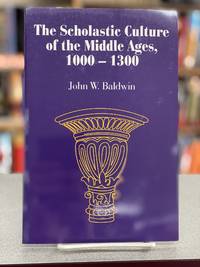 The Scholastic Culture
of the Middle Ages,
1000 – 1300
John W. Baldwin